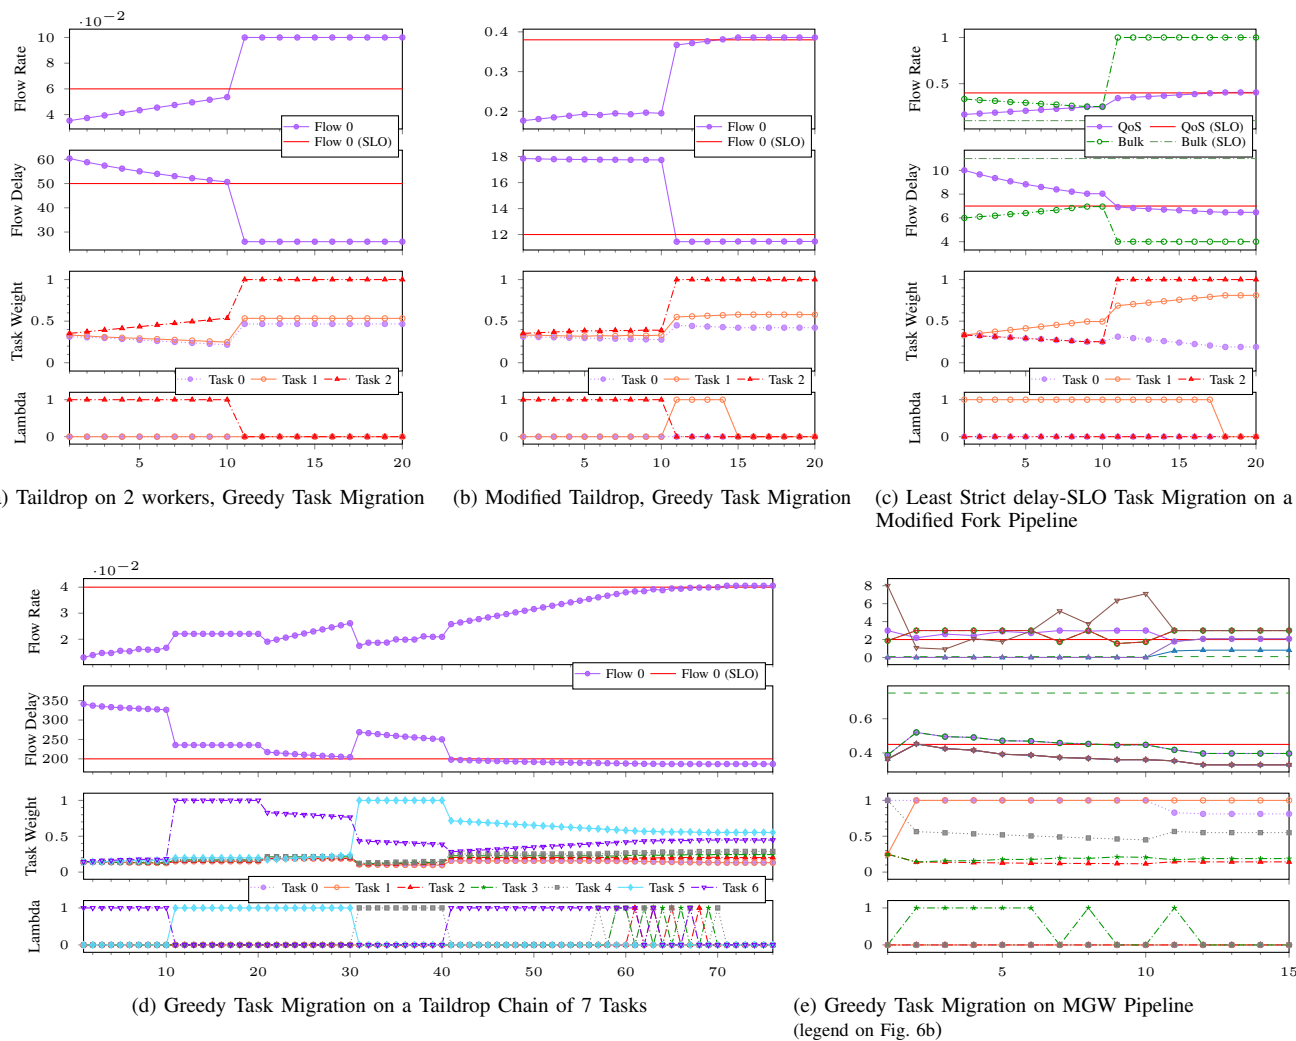 ·10⁻²
10
8
6
4
Flow Rate
Flow 0
Flow 0 (SLO)
60
50
40
30
Flow Delay
1
0.5
0
Task Weight
Task 0 Task 1 Task 2
1
0
Lambda
5 10 15 20
) Taildrop on 2 workers, Greedy Task Migration
0.4
0.3
0.2
Flow Rate
Flow 0
Flow 0 (SLO)
18
16
14
12
Flow Delay
1
0.5
0
Task Weight
Task 0 Task 1 Task 2
1
0
Lambda
5 10 15 20
(b) Modified Taildrop, Greedy Task Migration
1
0.5
Flow Rate
QoS QoS (SLO)
Bulk Bulk (SLO)
10
8
6
4
Flow Delay
1
0.5
0
Task Weight
Task 0 Task 1 Task 2
1
0
Lambda
5 10 15 20
(c) Least Strict delay-SLO Task Migration on a
Modified Fork Pipeline
·10⁻²
4
3
2
Flow Rate
Flow 0 Flow 0 (SLO)
350
300
250
200
Flow Delay
1
0.5
0
Task Weight
Task 0 Task 1 Task 2 Task 3 Task 4 Task 5 Task 6
1
0
Lambda
10 20 30 40 50 60 70
(d) Greedy Task Migration on a Taildrop Chain of 7 Tasks
8
6
4
2
0
0.6
0.4
1
0.5
0
1
0
5 10 15
(e) Greedy Task Migration on MGW Pipeline
(legend on Fig. 6b)